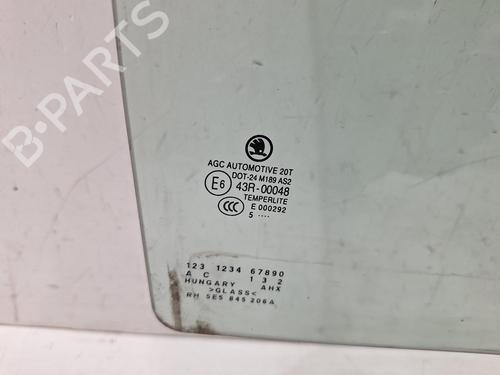 B-PARTS
AGC AUTOMOTIVE 20T
DOT-24 M189 AS2
E6 43R-00048
TEMPERLITE
CCC E 000292
5 ····
123 1234 67890
A C 1 3 2
HUNGARY AHX
>GLASS<
RH 5E5 845 206A